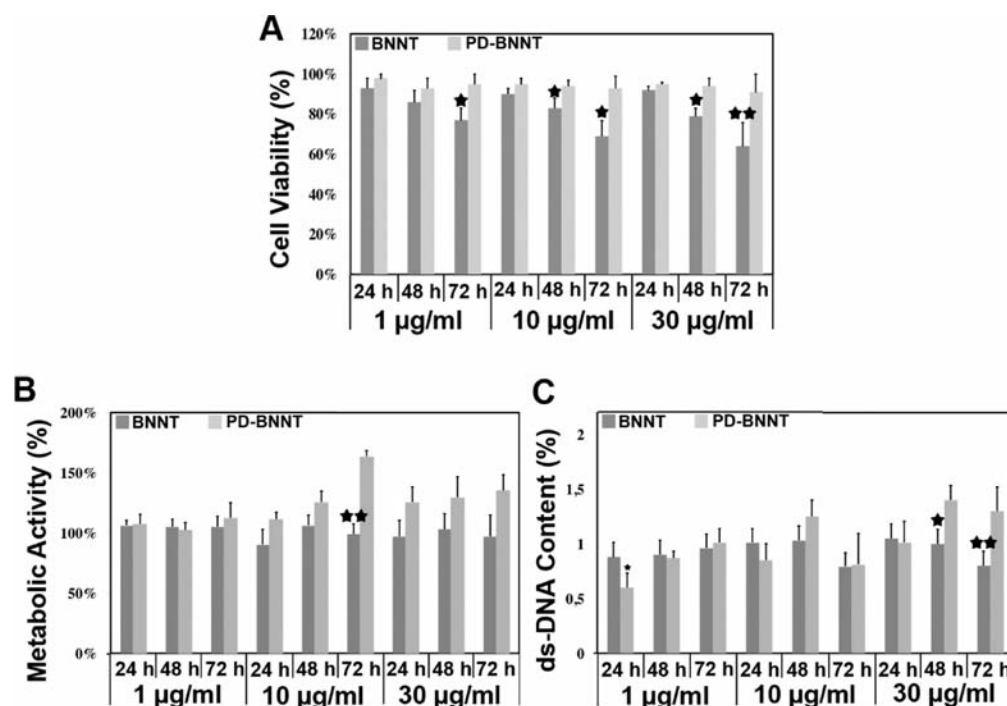 A
Cell Viability (%)
120%
100%
80%
60%
40%
20%
0%
BNNT PD-BNNT
24 h 48 h 72 h 24 h 48 h 72 h 24 h 48 h 72 h
1 µg/ml 10 µg/ml 30 µg/ml
B
Metabolic Activity (%)
200%
150%
100%
50%
0%
BNNT PD-BNNT
24 h 48 h 72 h 24 h 48 h 72 h 24 h 48 h 72 h
1 µg/ml 10 µg/ml 30 µg/ml
C
ds-DNA Content (%)
2
1,5
1
0,5
0
BNNT PD-BNNT
24 h 48 h 72 h 24 h 48 h 72 h 24 h 48 h 72 h
1 µg/ml 10 µg/ml 30 µg/ml